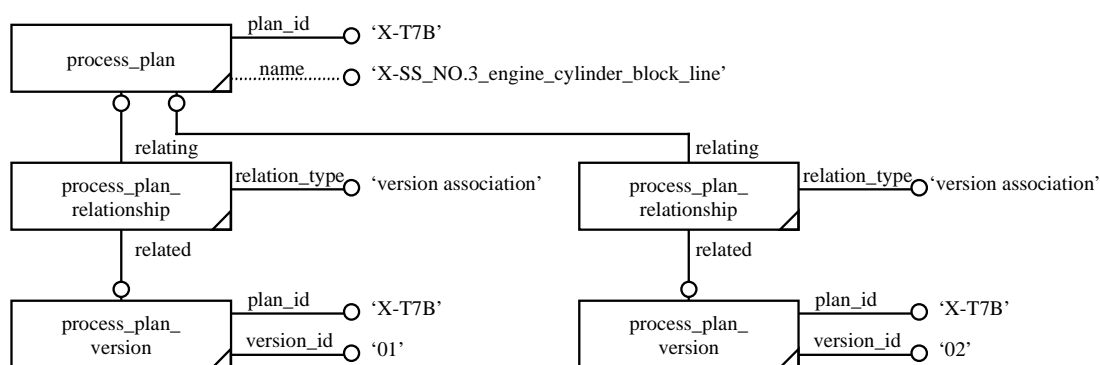 plan_id
‘X-T7B’
process_plan
name
‘X-SS_NO.3_engine_cylinder_block_line’
relating
relating
process_plan_
relationship
relation_type
‘version association’
process_plan_
relationship
relation_type
‘version association’
related
related
process_plan_
version
plan_id
‘X-T7B’
version_id
‘01’
process_plan_
version
plan_id
‘X-T7B’
version_id
‘02’